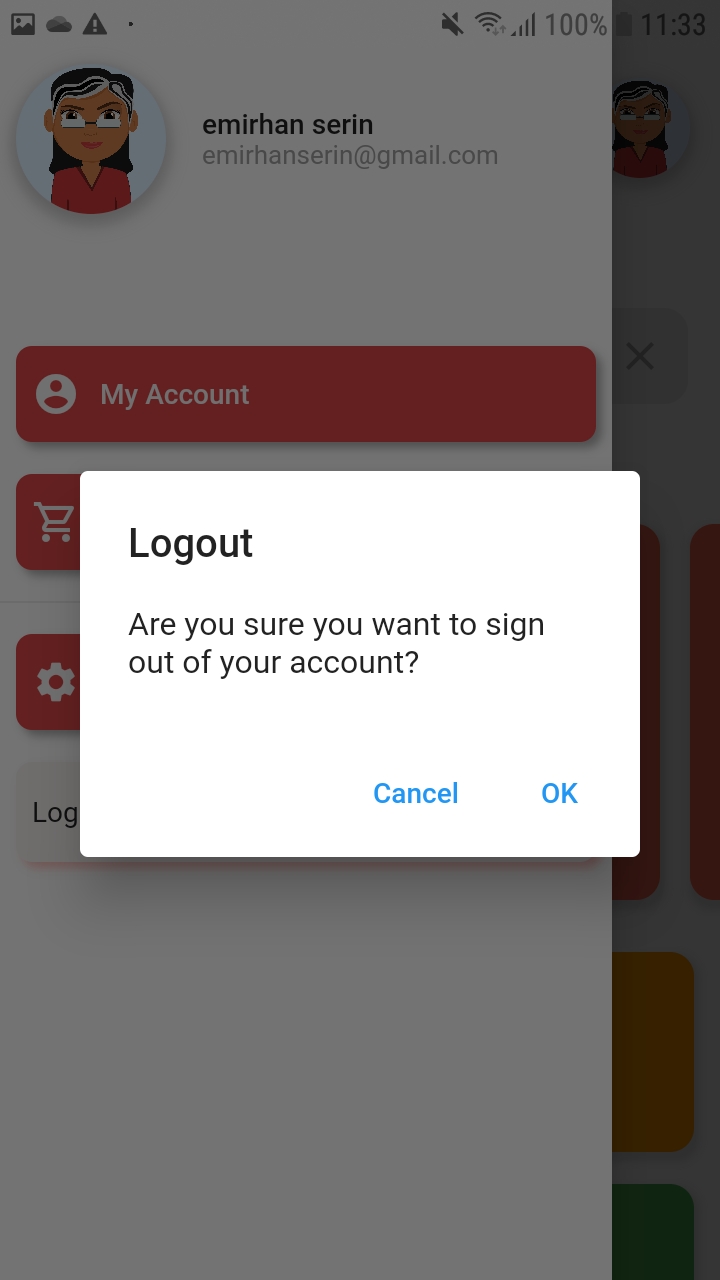 100% 11:33
emirhan serin
emirhanserin@gmail.com
My Account
Logout
Are you sure you want to sign
out of your account?
Cancel OK
Log